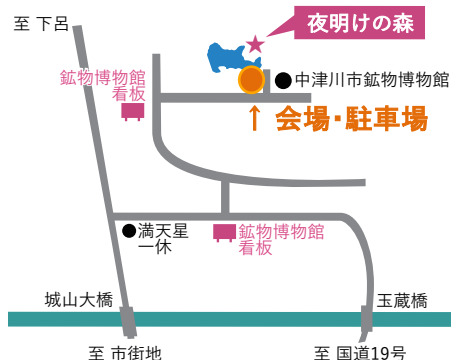 至 下呂
夜明けの森
鉱物博物館
看板
中津川市鉱物博物館
↑ 会場・駐車場
満天星
一休
鉱物博物館
看板
城山大橋
玉蔵橋
至 市街地
至 国道19号